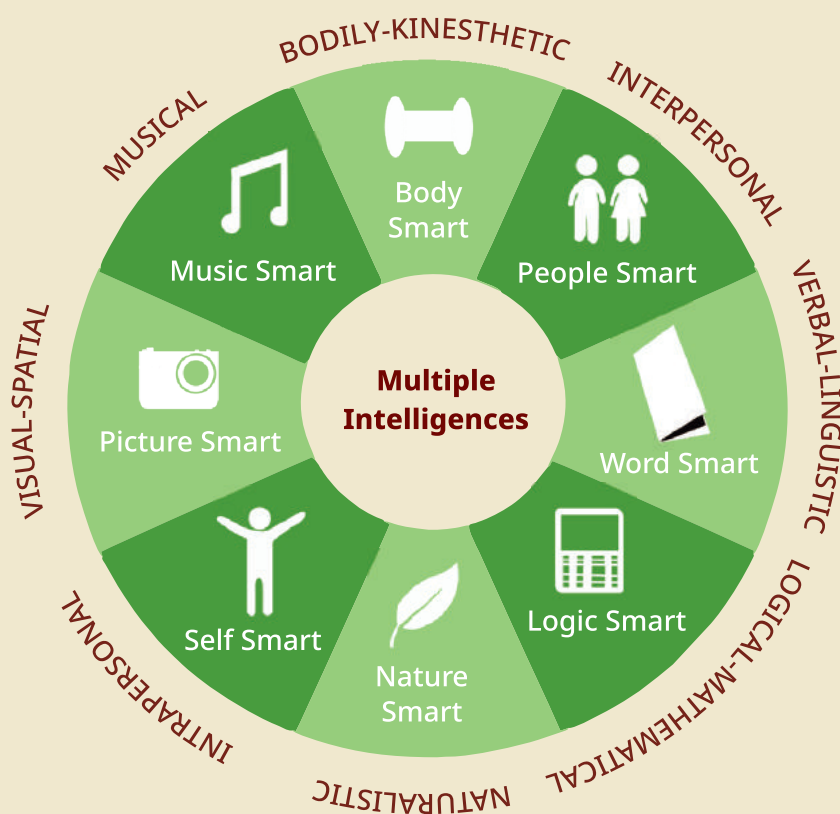 BODILY-KINESTHETIC
INTERPERSONAL
MUSICAL
Body
Smart
Music Smart
People Smart
VERBAL-LINGUISTIC
VISUAL-SPATIAL
Multiple
Intelligences
Picture Smart
Word Smart
Logic Smart
Self Smart
Nature
Smart
LOGICAL-MATHEMATICAL
INTRAPERSONAL
NATURALISTIC